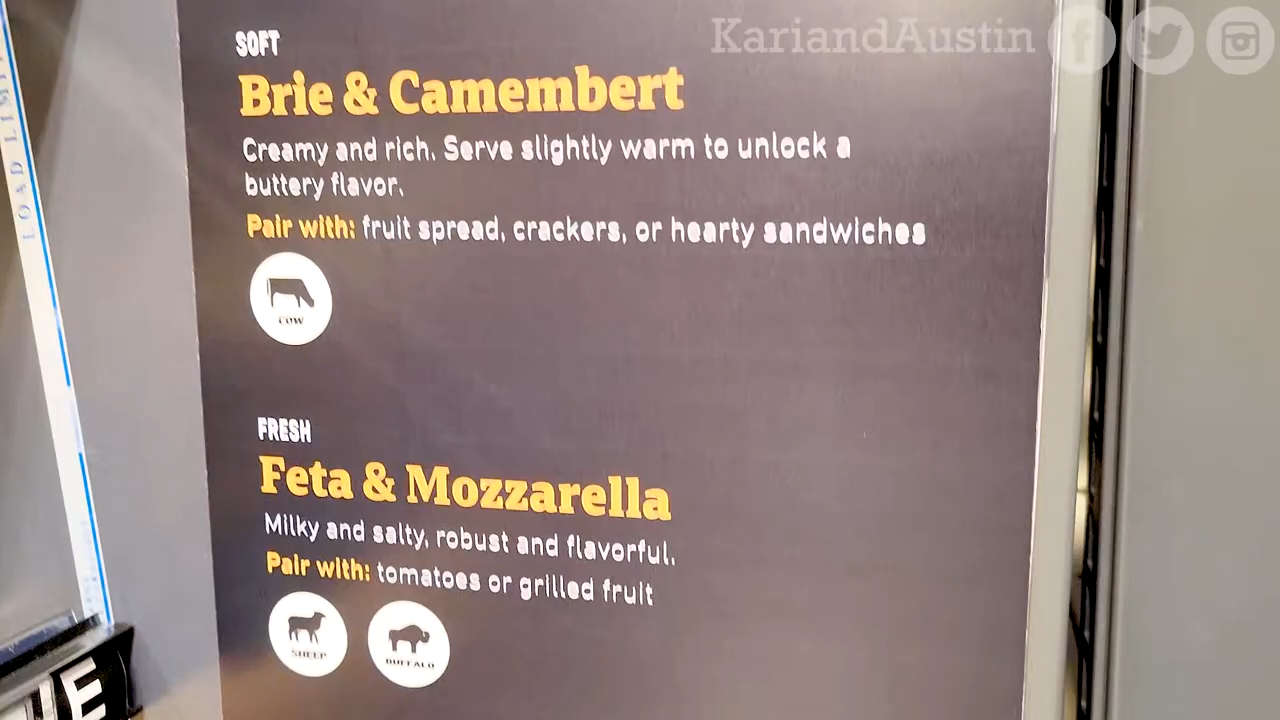 KariandAustin
SOFT
Brie & Camembert
Creamy and rich. Serve slightly warm to unlock a
buttery flavor.
Pair with: fruit spread, crackers, or hearty sandwiches
COW
FRESH
Feta & Mozzarella
Milky and salty, robust and flavorful.
Pair with: tomatoes or grilled fruit
SHEEP
BUFFALO
LOAD LIMIT